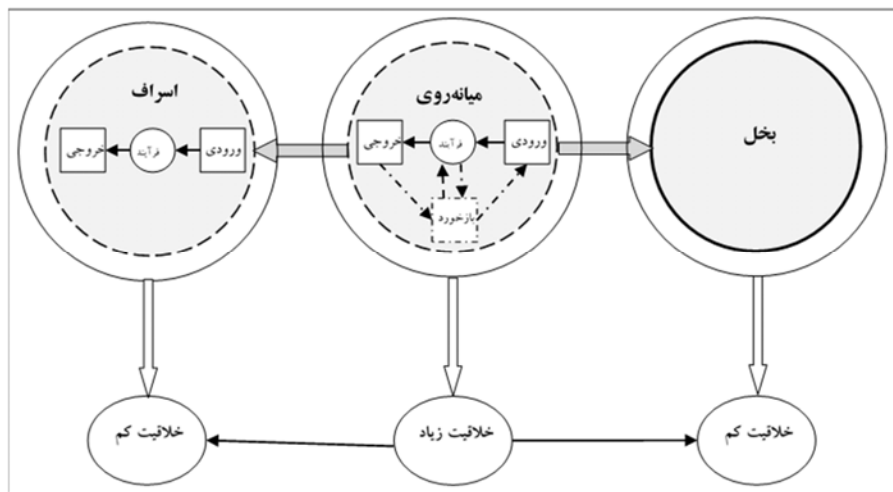 بخل
میانه‌روی
ورودی
فرآیند
خروجی
بازخورد
اسراف
ورودی
فرآیند
خروجی
خلاقیت کم
خلاقیت زیاد
خلاقیت کم